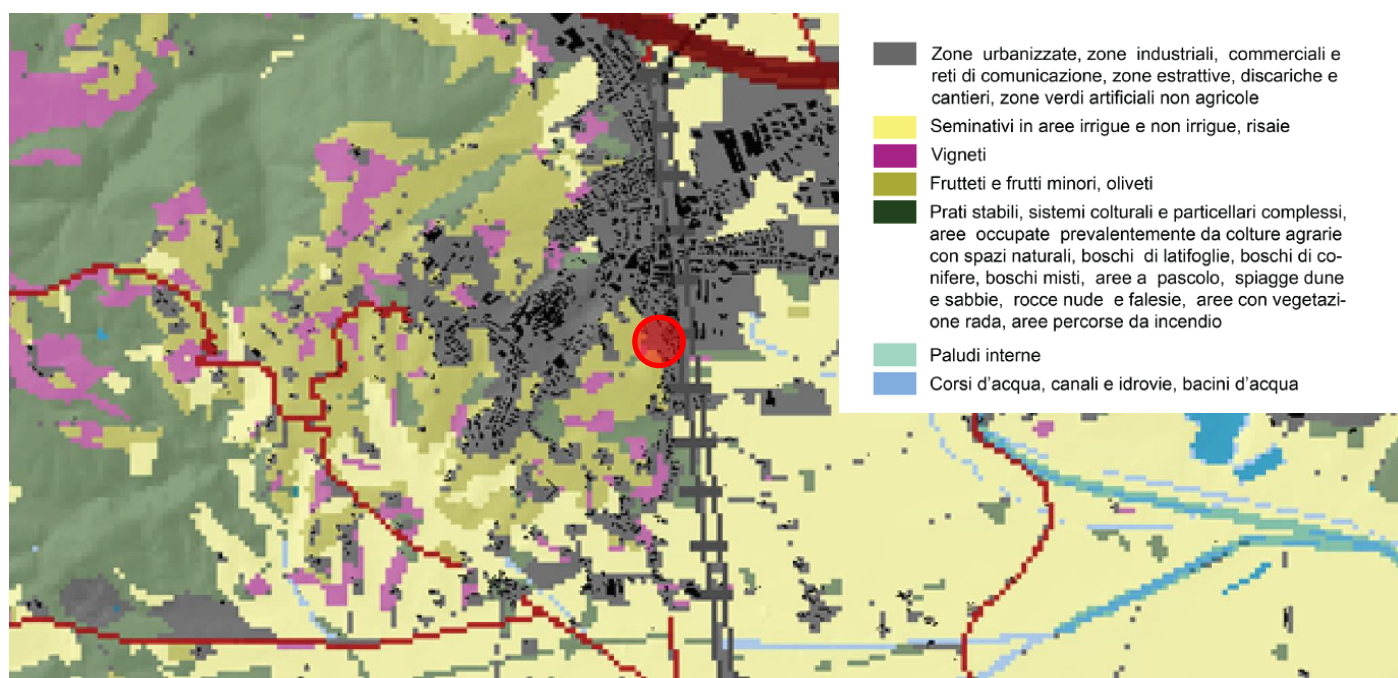 Zone urbanizzate, zone industriali, commerciali e
reti di comunicazione, zone estrattive, discariche e
cantieri, zone verdi artificiali non agricole
Seminativi in aree irrigue e non irrigue, risaie
Vigneti
Frutteti e frutti minori, oliveti
Prati stabili, sistemi colturali e particellari complessi,
aree occupate prevalentemente da colture agrarie
con spazi naturali, boschi di latifoglie, boschi di co-
nifere, boschi misti, aree a pascolo, spiagge dune
e sabbie, rocce nude e falesie, aree con vegetazi-
one rada, aree percorse da incendio
Paludi interne
Corsi d'acqua, canali e idrovie, bacini d'acqua